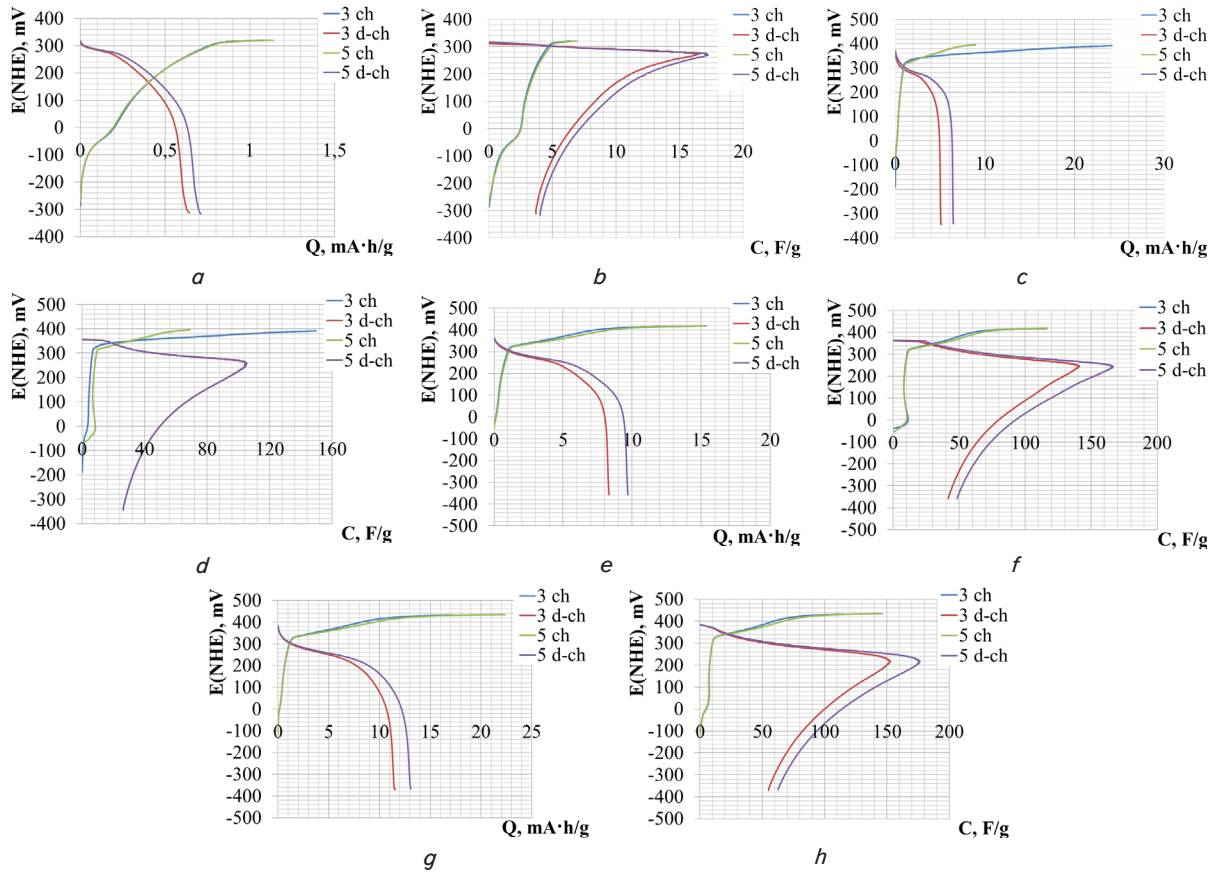 E(NHE), mV
400
300
200
100
0
-100
-200
-300
-400
0 0,5 1 1,5
Q, mA·h/g
3 ch
3 d-ch
5 ch
5 d-ch
a
E(NHE), mV
400
300
200
100
0
-100
-200
-300
-400
0 5 10 15 20
C, F/g
3 ch
3 d-ch
5 ch
5 d-ch
b
E(NHE), mV
500
400
300
200
100
0
-100
-200
-300
-400
0 10 20 30
Q, mA·h/g
3 ch
3 d-ch
5 ch
5 d-ch
c
E(NHE), mV
500
400
300
200
100
0
-100
-200
-300
-400
0 40 80 120 160
C, F/g
3 ch
3 d-ch
5 ch
5 d-ch
d
E(NHE), mV
500
400
300
200
100
0
-100
-200
-300
-400
-500
0 5 10 15 20
Q, mA·h/g
3 ch
3 d-ch
5 ch
5 d-ch
e
E(NHE), mV
500
400
300
200
100
0
-100
-200
-300
-400
-500
0 50 100 150 200
C, F/g
3 ch
3 d-ch
5 ch
5 d-ch
f
E(NHE), mV
500
400
300
200
100
0
-100
-200
-300
-400
-500
0 5 10 15 20 25
Q, mA·h/g
3 ch
3 d-ch
5 ch
5 d-ch
g
E(NHE), mV
500
400
300
200
100
0
-100
-200
-300
-400
-500
0 50 100 150 200
C, F/g
3 ch
3 d-ch
5 ch
5 d-ch
h